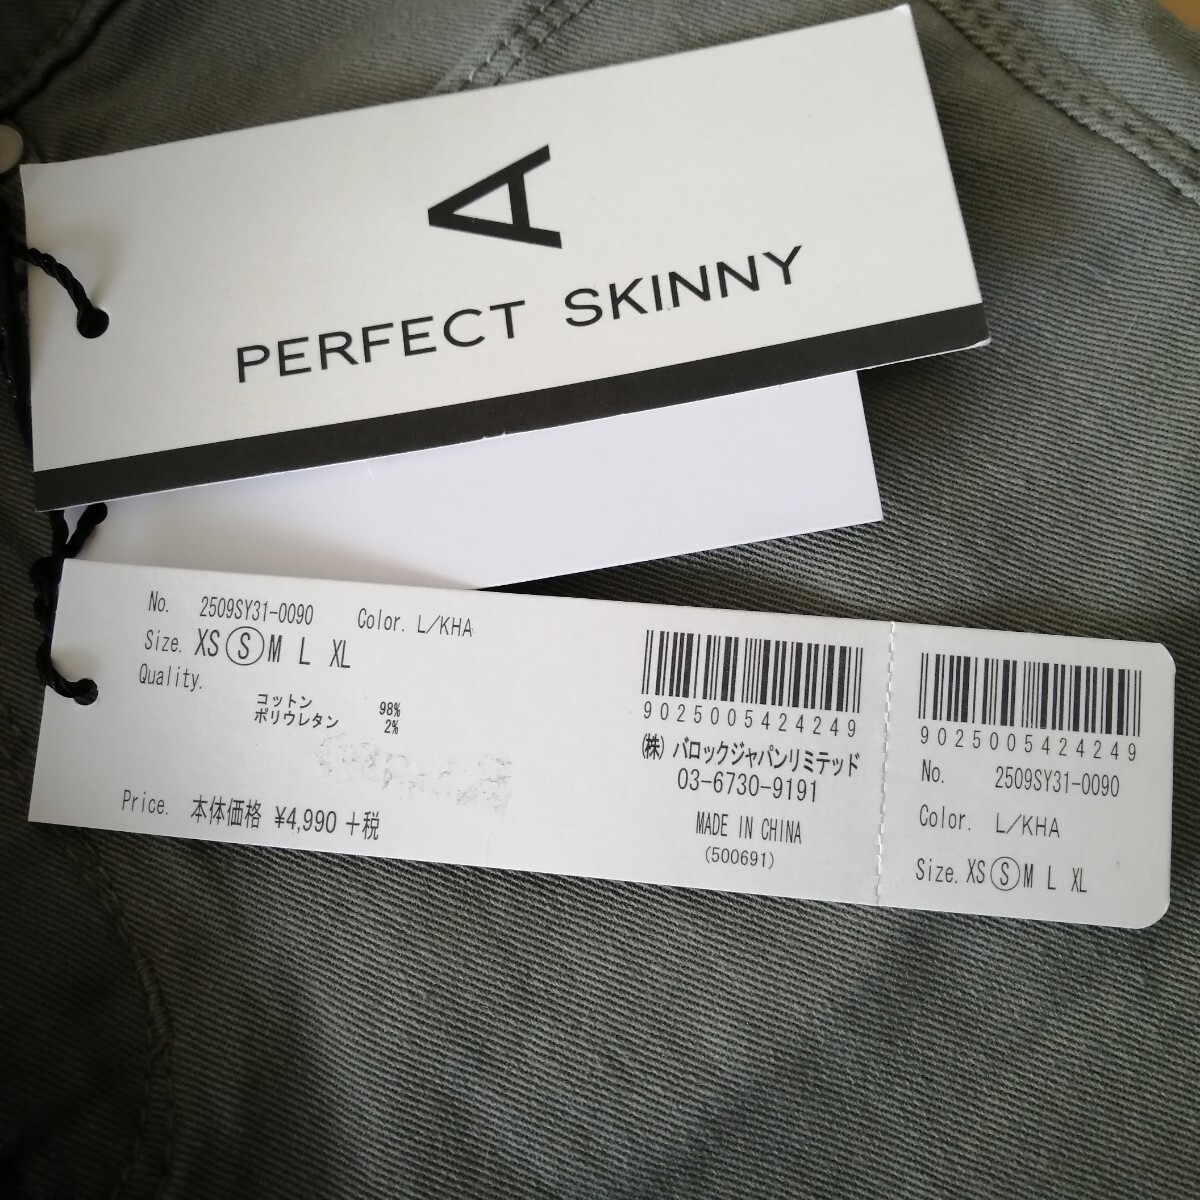 A
PERFECT SKINNY
No. 2509SY31-0090 Color. L/KHA
Size. XS S M L XL
Quality.
コットン 98%
ポリウレタン 2%
Price. 本体価格 ¥4,990 +税
9025005424249
(株) バロックジャパンリミテッド
03-6730-9191
MADE IN CHINA
(500691)
9025005424249
No. 2509SY31-0090
Color. L/KHA
Size. XS S M L XL